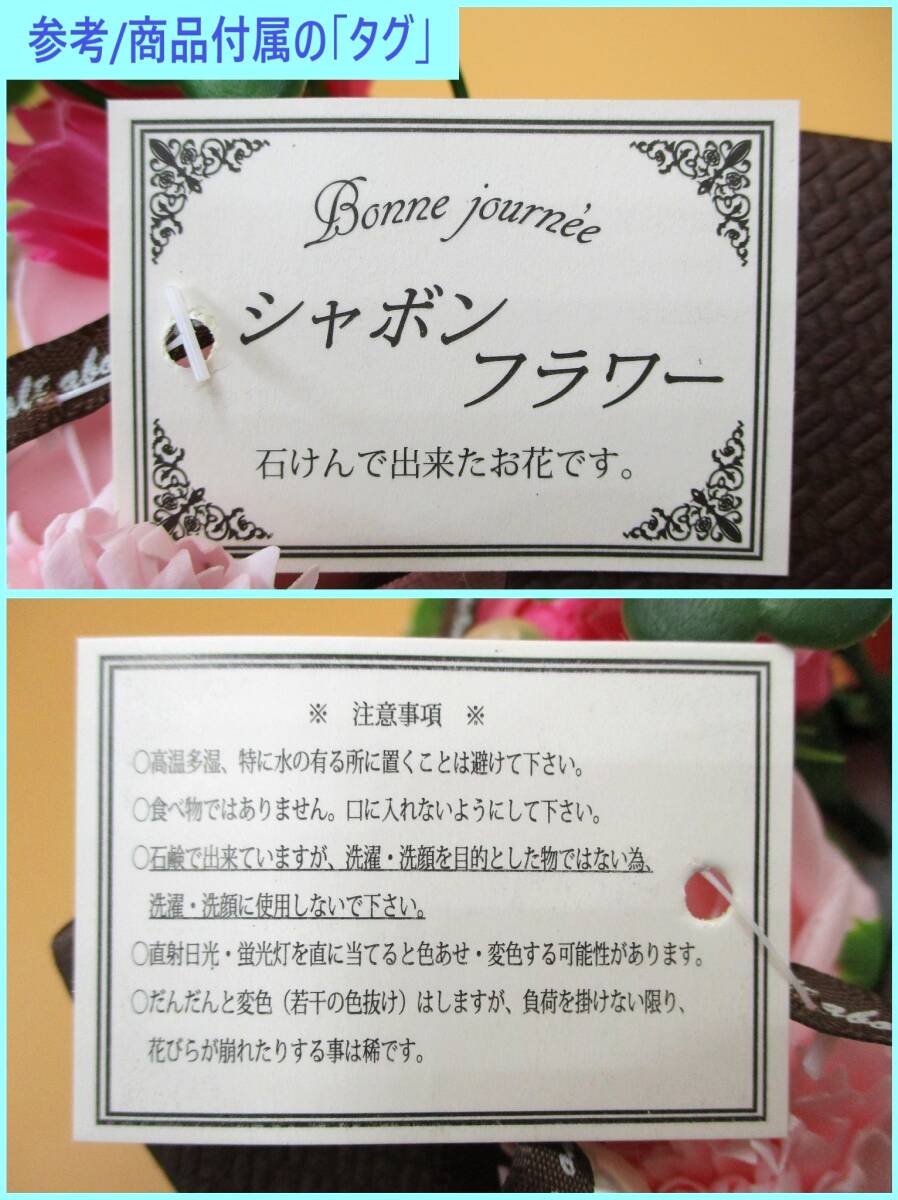 参考/商品付属の「タグ」
Bonne journée
シャボン
フラワー
石けんで出来たお花です。
※ 注意事項 ※
○高温多湿、特に水の有る所に置くことは避けて下さい。
○食べ物ではありません。口に入れないようにして下さい。
○石鹸で出来ていますが、洗濯・洗顔を目的とした物ではない為、
洗濯・洗顔に使用しないで下さい。
○直射日光・蛍光灯を直に当てると色あせ・変色する可能性があります。
○だんだんと変色（若干の色抜け）はしますが、負荷を掛けない限り、
花びらが崩れたりする事は稀です。